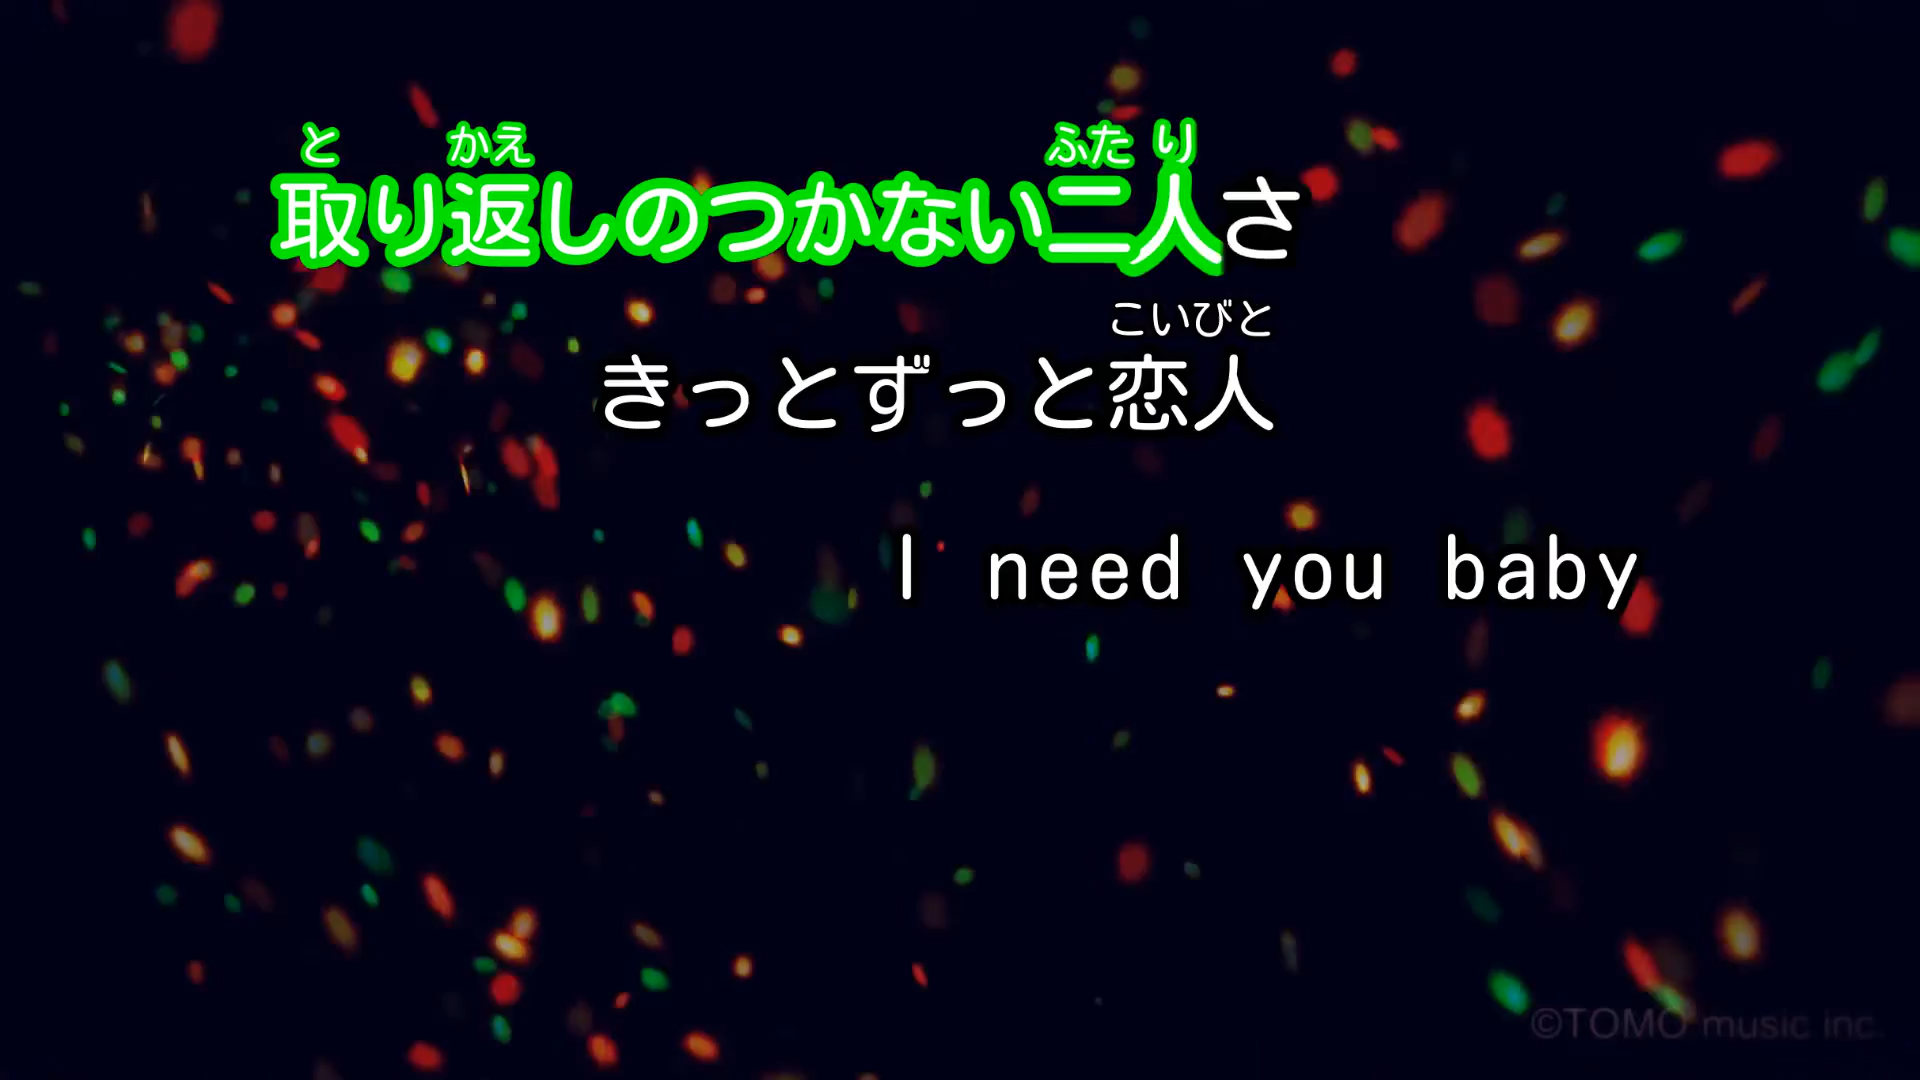 と かえ ふた り
取り返しのつかない二人さ
こいびと
きっとずっと恋人
I need you baby
©TOMO music inc.